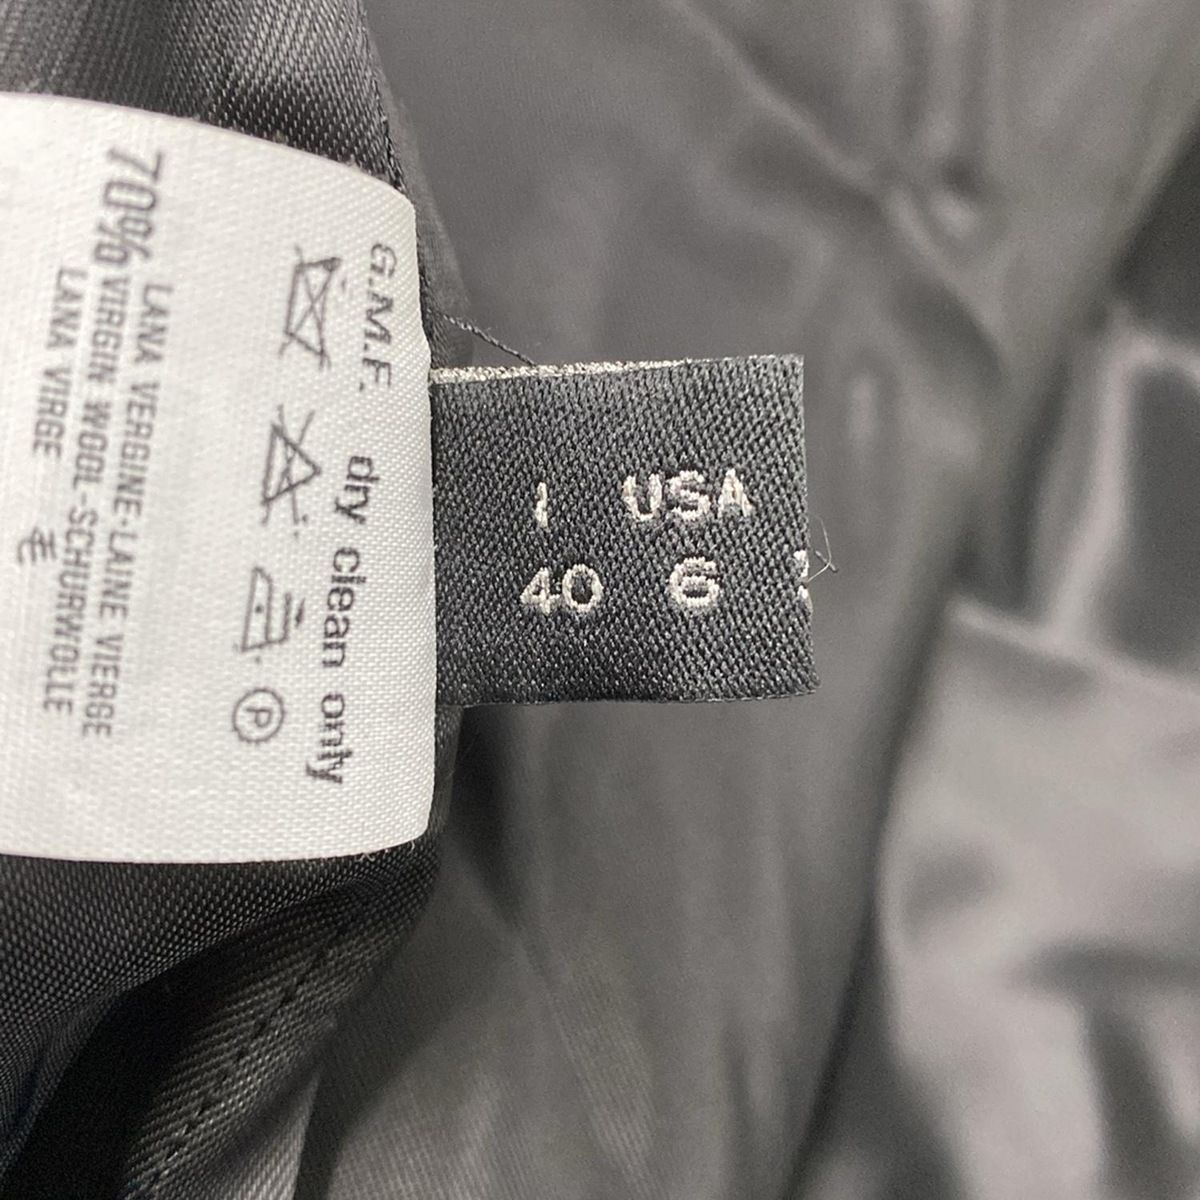 G.M.F. dry clean only
P
70% LANA VERGINE-LAINE VIERGE
VIRGIN WOOL-SCHURWOLLE
LANA VIRGE 毛
I USA
40 6